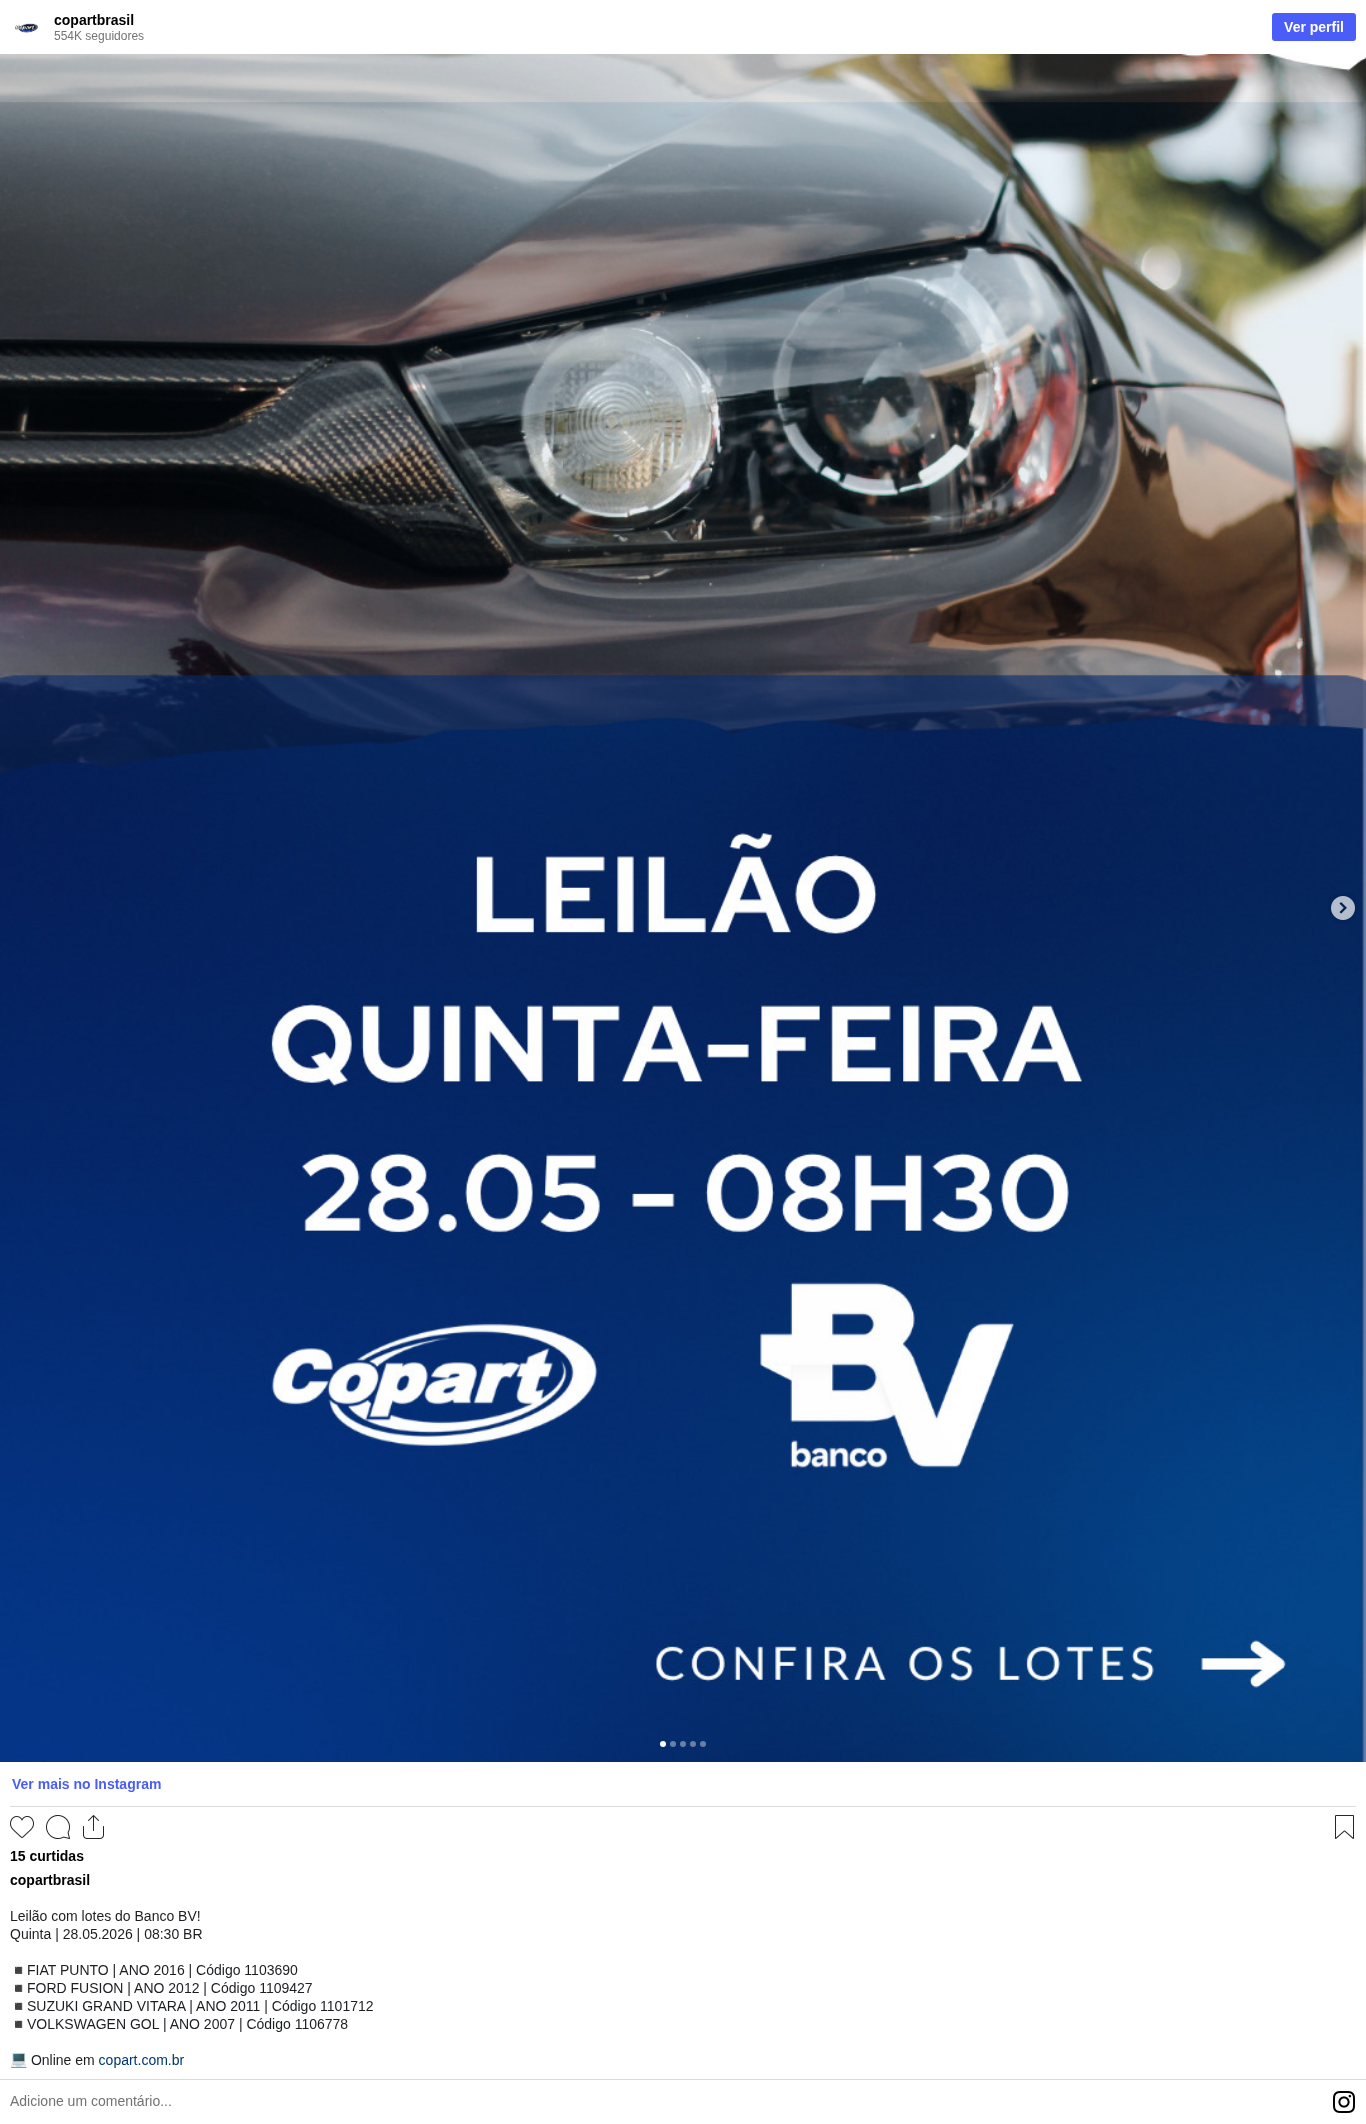 copartbrasil
554K seguidores
Ver perfil
LEILÃO
QUINTA-FEIRA
28.05 - 08H30
Copart
BV
banco
CONFIRA OS LOTES
Ver mais no Instagram
15 curtidas
copartbrasil
Leilão com lotes do Banco BV!
Quinta | 28.05.2026 | 08:30 BR
◾FIAT PUNTO | ANO 2016 | Código 1103690
◾FORD FUSION | ANO 2012 | Código 1109427
◾SUZUKI GRAND VITARA | ANO 2011 | Código 1101712
◾VOLKSWAGEN GOL | ANO 2007 | Código 1106778
💻 Online em copart.com.br
Adicione um comentário...